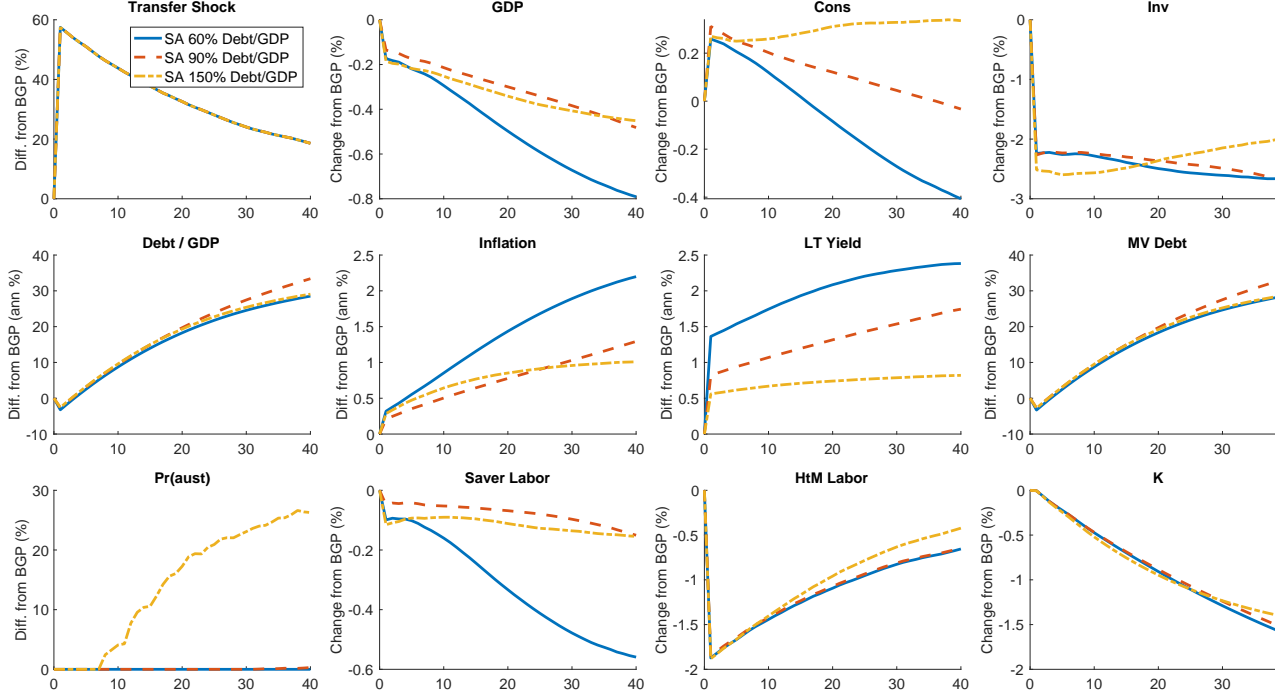 Transfer Shock
Diff. from BGP (%)
60
40
20
0
0 10 20 30 40
SA 60% Debt/GDP
SA 90% Debt/GDP
SA 150% Debt/GDP
GDP
Change from BGP (%)
0
-0.2
-0.4
-0.6
-0.8
0 10 20 30 40
Cons
Change from BGP (%)
0.2
0
-0.2
-0.4
0 10 20 30 40
Inv
Change from BGP (%)
0
-1
-2
-3
0 10 20 30
Debt / GDP
Diff. from BGP (%)
40
30
20
10
0
-10
0 10 20 30 40
Inflation
Diff. from BGP (ann %)
2.5
2
1.5
1
0.5
0
0 10 20 30 40
LT Yield
Diff. from BGP (ann %)
2.5
2
1.5
1
0.5
0
0 10 20 30 40
MV Debt
Diff. from BGP (ann %)
40
30
20
10
0
-10
0 10 20 30
Pr(aust)
Diff. from BGP (%)
30
20
10
0
0 10 20 30 40
Saver Labor
Change from BGP (%)
0
-0.2
-0.4
-0.6
0 10 20 30 40
HtM Labor
Change from BGP (%)
0
-0.5
-1
-1.5
-2
0 10 20 30 40
K
Change from BGP (%)
0
-0.5
-1
-1.5
-2
0 10 20 30